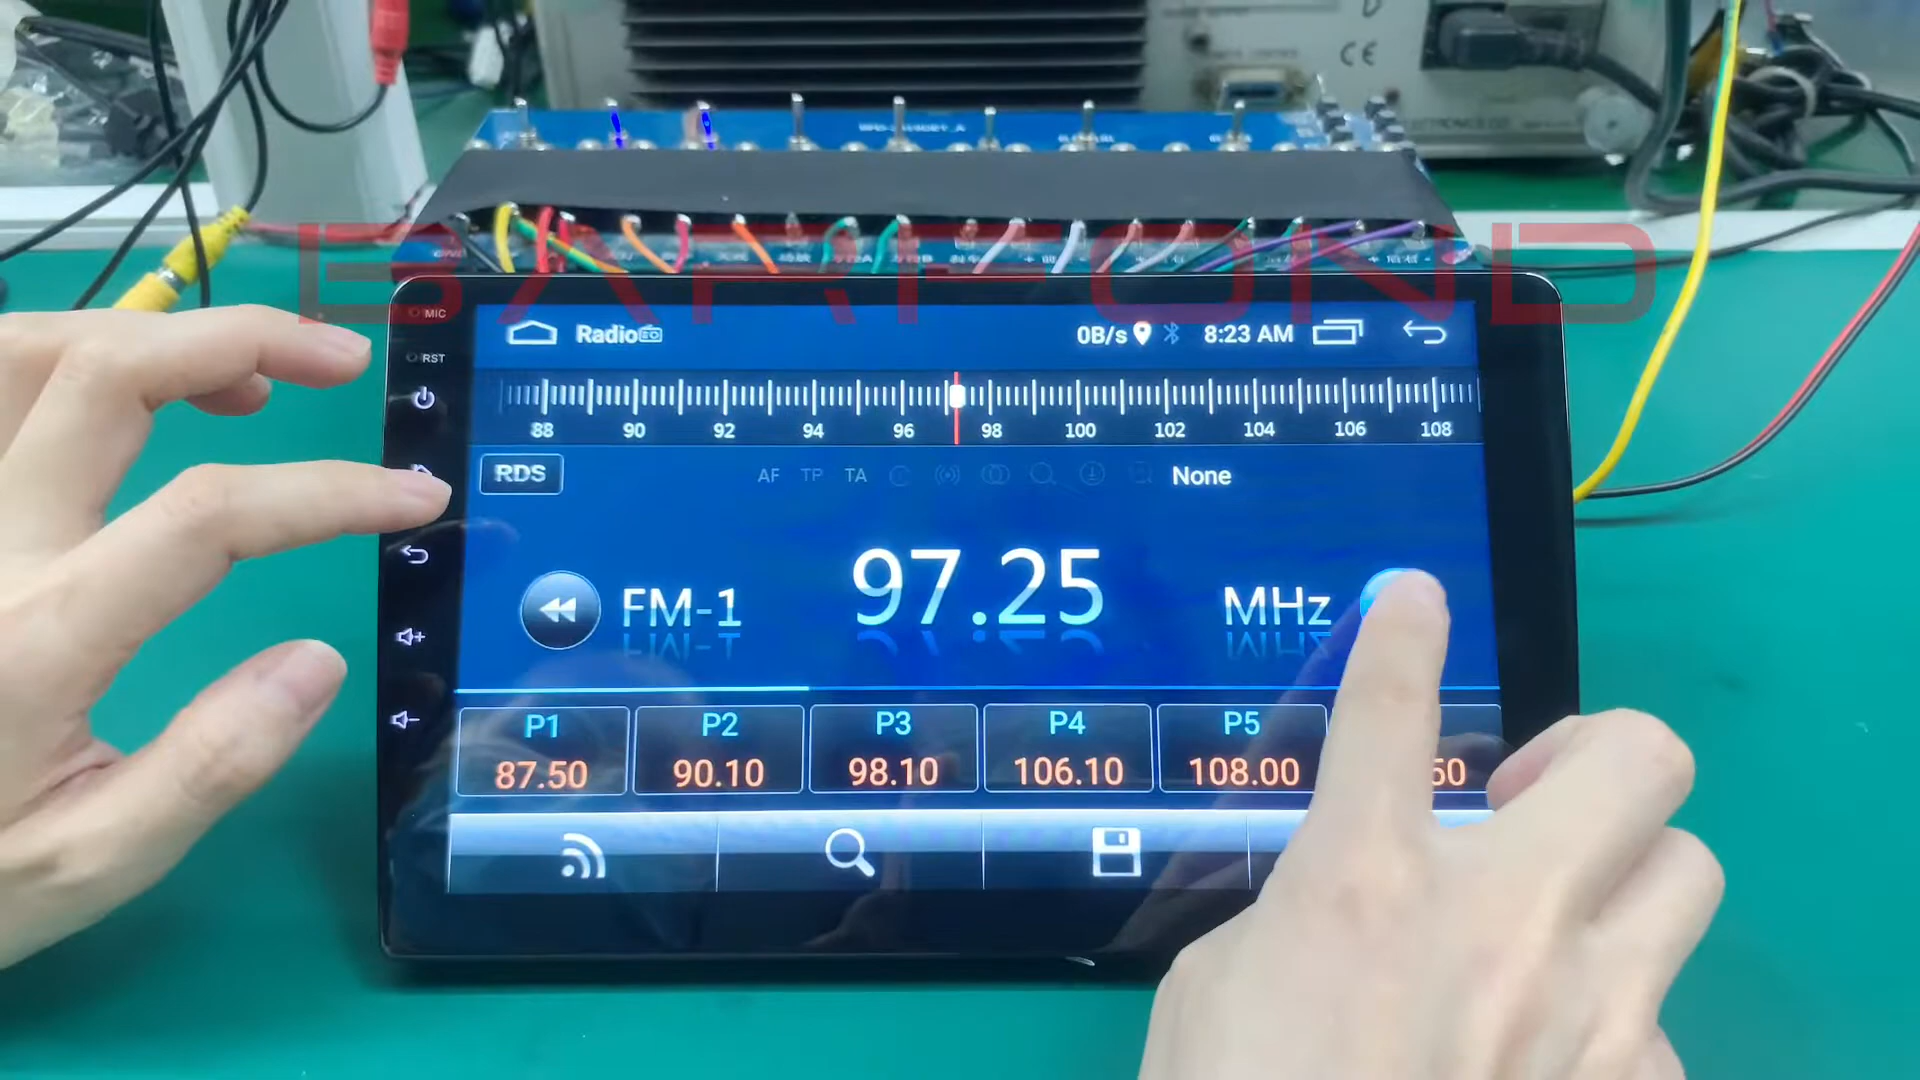 CE
BARFOND
MIC
RST
Radio
0B/s
8:23 AM
88 90 92 94 96 98 100 102 104 106 108
RDS
AF TP TA
None
FM-1
97.25
MHz
P1 P2 P3 P4 P5
87.50 90.10 98.10 106.10 108.00 50